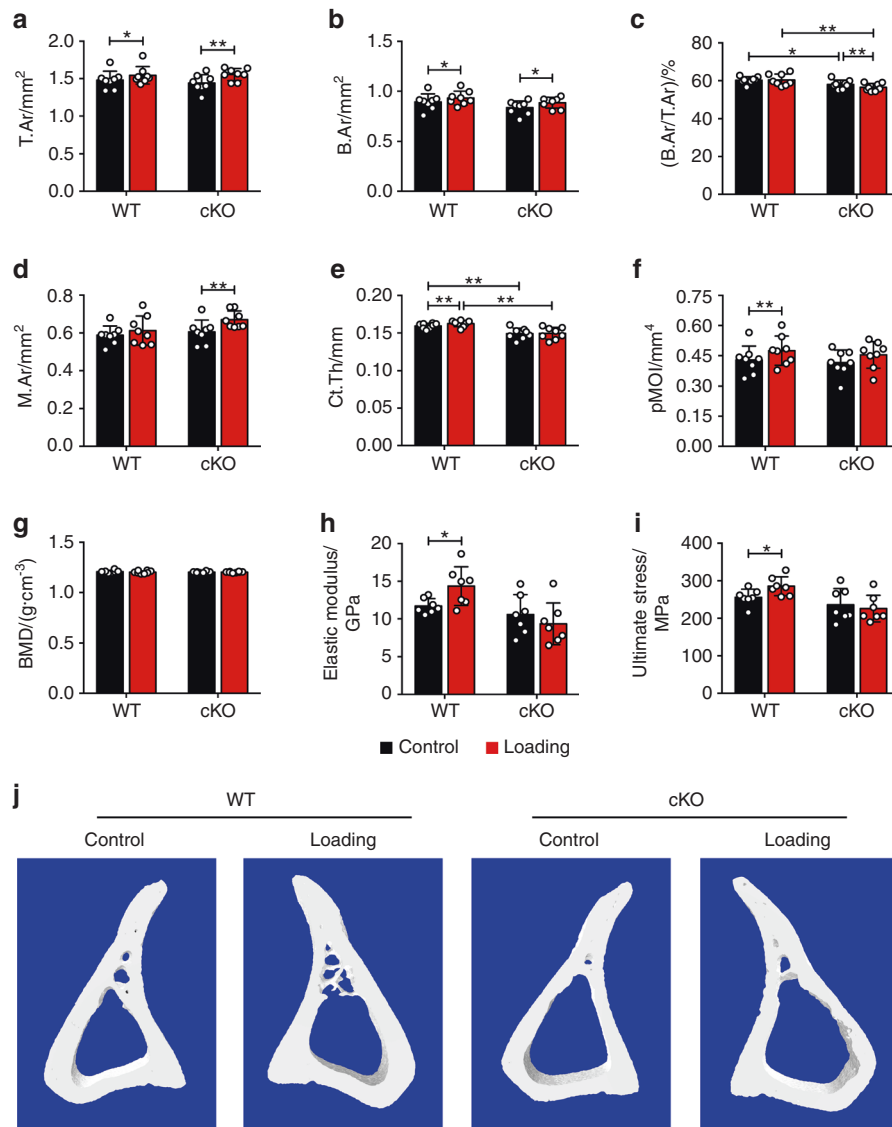 a
T.Ar/mm²
2.0
1.5
1.0
0.5
0.0
*
**
WT
cKO
b
B.Ar/mm²
1.5
1.0
0.5
0.0
*
*
WT
cKO
c
(B.Ar/T.Ar)/%
80
60
40
20
0
**
*
**
WT
cKO
d
M.Ar/mm²
0.8
0.6
0.4
0.2
0.0
**
WT
cKO
e
Ct.Th/mm
0.20
0.15
0.10
0.05
0.00
**
**
**
WT
cKO
f
pMOI/mm⁴
0.75
0.60
0.45
0.30
0.15
0.00
**
WT
cKO
g
BMD/(g·cm⁻³)
1.5
1.2
0.9
0.6
0.3
0.0
WT
cKO
h
Elastic modulus/
GPa
20
15
10
5
0
*
WT
cKO
i
Ultimate stress/
MPa
400
300
200
100
0
*
WT
cKO
Control Loading
j
WT cKO
Control Loading Control Loading